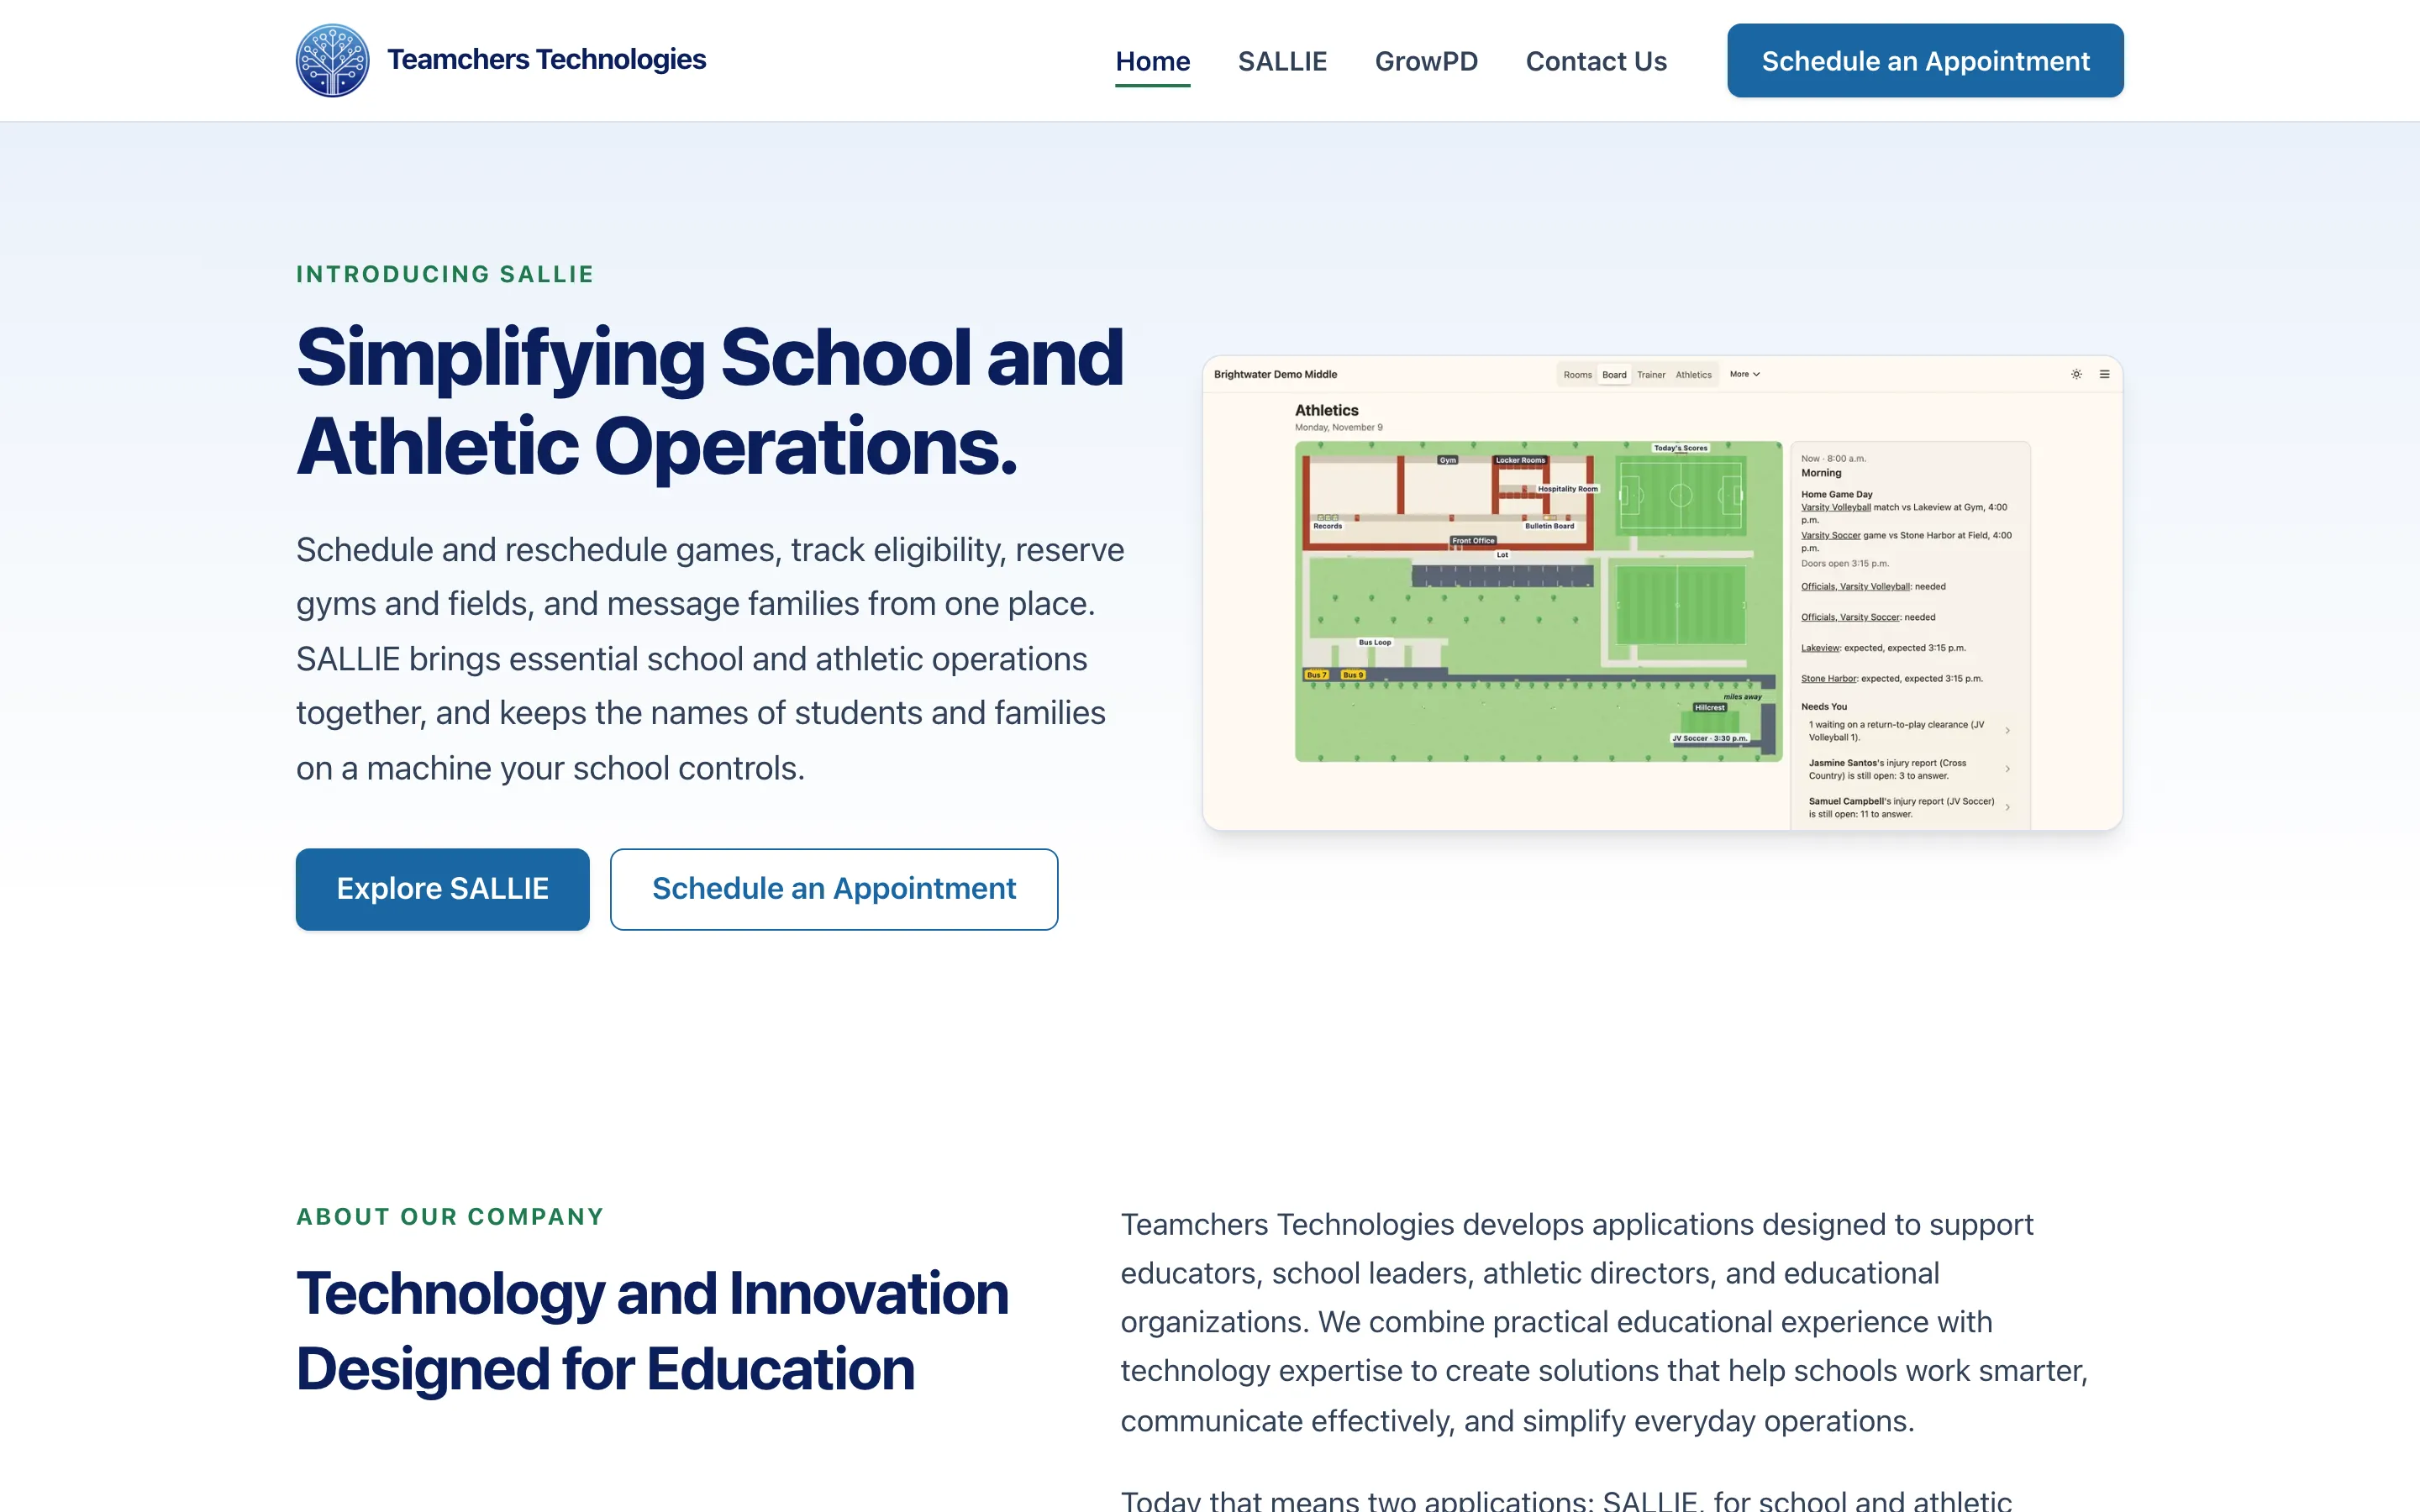 Teamchers Technologies
Home
SALLIE
GrowPD
Contact Us
Schedule an Appointment
INTRODUCING SALLIE
Simplifying School and
Athletic Operations.
Schedule and reschedule games, track eligibility, reserve
gyms and fields, and message families from one place.
SALLIE brings essential school and athletic operations
together, and keeps the names of students and families
on a machine your school controls.
Explore SALLIE
Schedule an Appointment
Brightwater Demo Middle
Rooms
Board
Trainer
Athletics
More
Athletics
Monday, November 9
Gym
Locker Rooms
Hospitality Room
Records
Bulletin Board
Front Office
Lot
Today's Scores
Bus Loop
Bus 7
Bus 9
miles away
Hillcrest
JV Soccer · 3:30 p.m.
Now · 8:00 a.m.
Morning
Home Game Day
Varsity Volleyball match vs Lakeview at Gym, 4:00
p.m.
Varsity Soccer game vs Stone Harbor at Field, 4:00
p.m.
Doors open 3:15 p.m.
Officials, Varsity Volleyball: needed
Officials, Varsity Soccer: needed
Lakeview: expected, expected 3:15 p.m.
Stone Harbor: expected, expected 3:15 p.m.
Needs You
1 waiting on a return-to-play clearance (JV
Volleyball 1).
Jasmine Santos's injury report (Cross
Country) is still open: 3 to answer.
Samuel Campbell's injury report (JV Soccer)
is still open: 11 to answer.
ABOUT OUR COMPANY
Technology and Innovation
Designed for Education
Teamchers Technologies develops applications designed to support
educators, school leaders, athletic directors, and educational
organizations. We combine practical educational experience with
technology expertise to create solutions that help schools work smarter,
communicate effectively, and simplify everyday operations.
Today that means two applications: SALLIE, for school and athletic